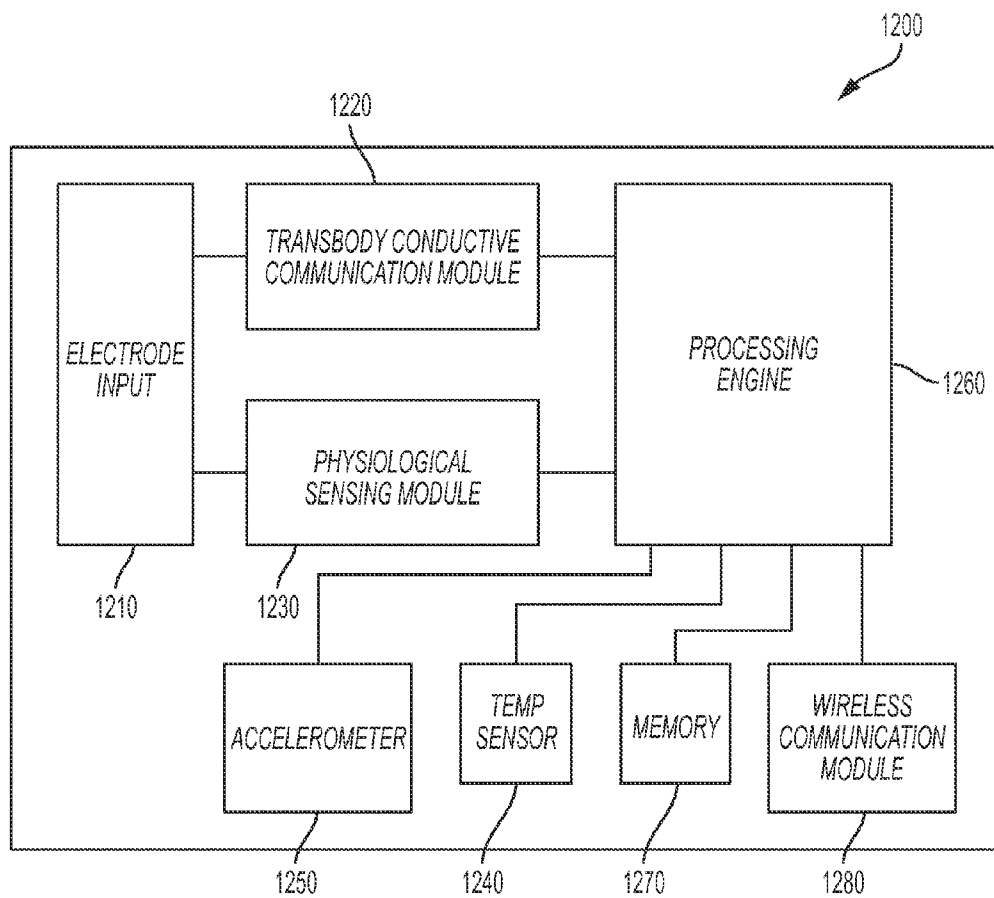 1200
1220
TRANSBODY CONDUCTIVE
COMMUNICATION MODULE
ELECTRODE
INPUT
PROCESSING
ENGINE
1260
PHYSIOLOGICAL
SENSING MODULE
1210
1230
ACCELEROMETER
TEMP
SENSOR
MEMORY
WIRELESS
COMMUNICATION
MODULE
1250
1240
1270
1280